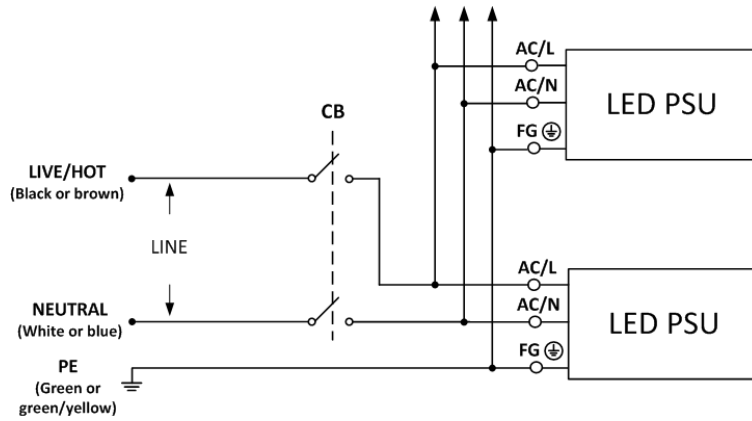 AC/L
AC/N
LED PSU
FG
CB
LIVE/HOT
(Black or brown)
LINE
AC/L
NEUTRAL
(White or blue)
AC/N
LED PSU
FG
PE
(Green or
green/yellow)